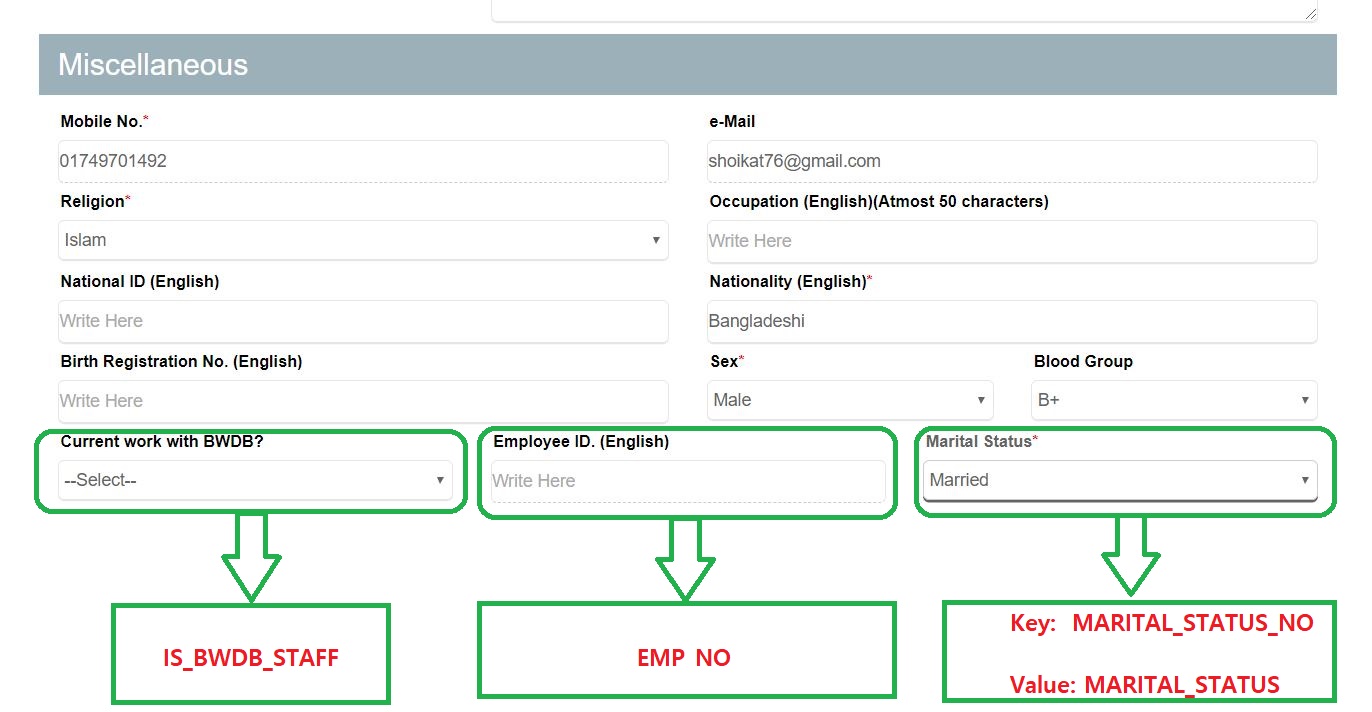 Miscellaneous
Mobile No.* e-Mail
01749701492 shoikat76@gmail.com
Religion* Occupation (English)(Atmost 50 characters)
Islam Write Here
National ID (English) Nationality (English)*
Write Here Bangladeshi
Birth Registration No. (English) Sex* Blood Group
Write Here Male B+
Current work with BWDB? Employee ID. (English) Marital Status*
--Select-- Write Here Married
Key: MARITAL_STATUS_NO
IS_BWDB_STAFF EMP NO
Value: MARITAL_STATUS